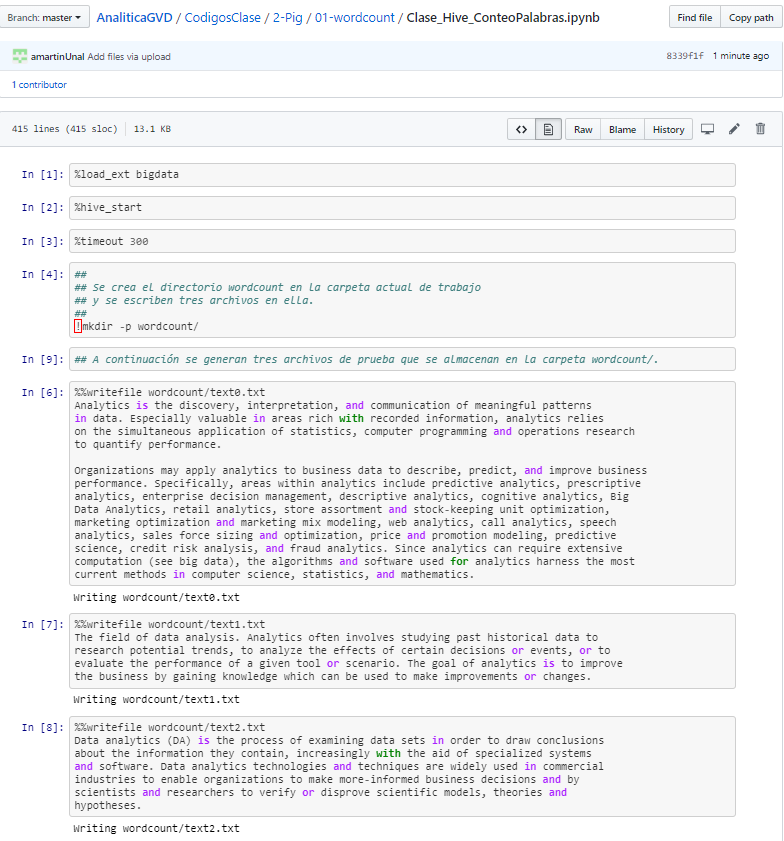 Branch: master AnaliticaGVD / CodigosClase / 2-Pig / 01-wordcount / Clase_Hive_ConteoPalabras.ipynb Find file Copy path
amartinUnal Add files via upload 8339f1f 1 minute ago
1 contributor
415 lines (415 sloc) 13.1 KB <> Raw Blame History
In [1]: %load_ext bigdata
In [2]: %hive_start
In [3]: %timeout 300
In [4]: ##
## Se crea el directorio wordcount en la carpeta actual de trabajo
## y se escriben tres archivos en ella.
##
!mkdir -p wordcount/
In [9]: ## A continuación se generan tres archivos de prueba que se almacenan en la carpeta wordcount/.
In [6]: %%writefile wordcount/text0.txt
Analytics is the discovery, interpretation, and communication of meaningful patterns
in data. Especially valuable in areas rich with recorded information, analytics relies
on the simultaneous application of statistics, computer programming and operations research
to quantify performance.
Organizations may apply analytics to business data to describe, predict, and improve business
performance. Specifically, areas within analytics include predictive analytics, prescriptive
analytics, enterprise decision management, descriptive analytics, cognitive analytics, Big
Data Analytics, retail analytics, store assortment and stock-keeping unit optimization,
marketing optimization and marketing mix modeling, web analytics, call analytics, speech
analytics, sales force sizing and optimization, price and promotion modeling, predictive
science, credit risk analysis, and fraud analytics. Since analytics can require extensive
computation (see big data), the algorithms and software used for analytics harness the most
current methods in computer science, statistics, and mathematics.
Writing wordcount/text0.txt
In [7]: %%writefile wordcount/text1.txt
The field of data analysis. Analytics often involves studying past historical data to
research potential trends, to analyze the effects of certain decisions or events, or to
evaluate the performance of a given tool or scenario. The goal of analytics is to improve
the business by gaining knowledge which can be used to make improvements or changes.
Writing wordcount/text1.txt
In [8]: %%writefile wordcount/text2.txt
Data analytics (DA) is the process of examining data sets in order to draw conclusions
about the information they contain, increasingly with the aid of specialized systems
and software. Data analytics technologies and techniques are widely used in commercial
industries to enable organizations to make more-informed business decisions and by
scientists and researchers to verify or disprove scientific models, theories and
hypotheses.
Writing wordcount/text2.txt